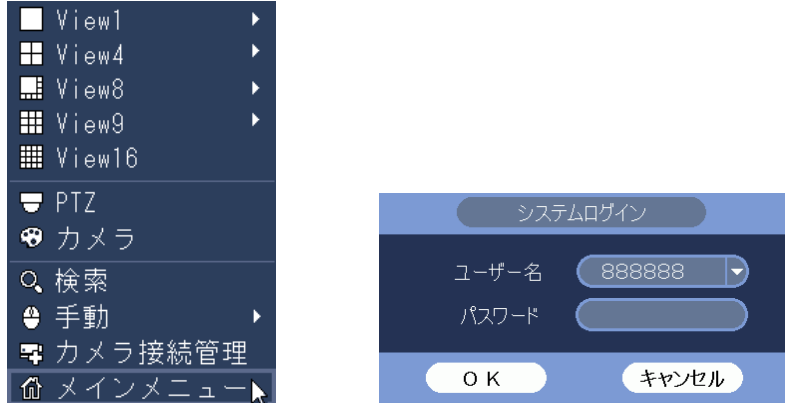 View1
View4
View8
View9
View16
PTZ
カメラ
検索
手動
カメラ接続管理
メインメニュー
システムログイン
ユーザー名 888888
パスワード
OK キャンセル